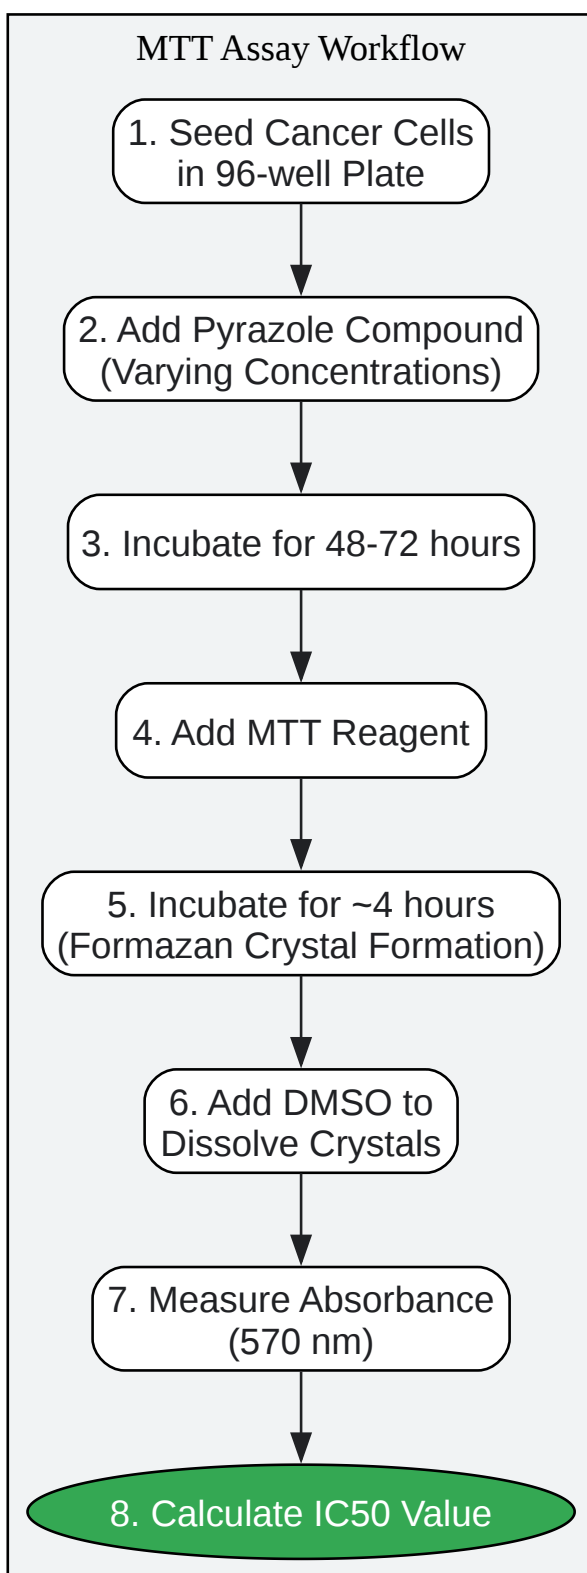 MTT Assay Workflow
1. Seed Cancer Cells
in 96-well Plate
2. Add Pyrazole Compound
(Varying Concentrations)
3. Incubate for 48-72 hours
4. Add MTT Reagent
5. Incubate for ~4 hours
(Formazan Crystal Formation)
6. Add DMSO to
Dissolve Crystals
7. Measure Absorbance
(570 nm)
8. Calculate IC50 Value